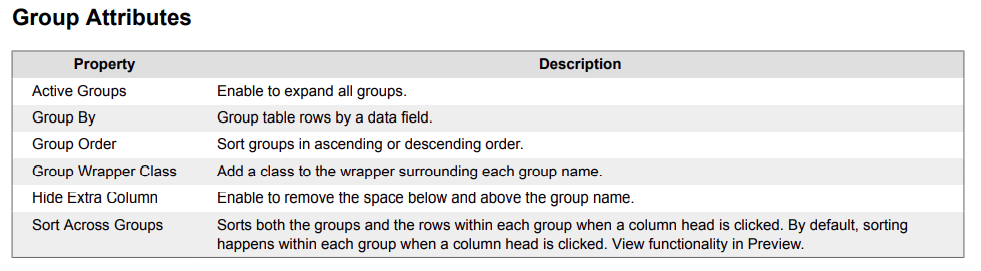 Group Attributes
Property Description
Active Groups Enable to expand all groups.
Group By Group table rows by a data field.
Group Order Sort groups in ascending or descending order.
Group Wrapper Class Add a class to the wrapper surrounding each group name.
Hide Extra Column Enable to remove the space below and above the group name.
Sort Across Groups Sorts both the groups and the rows within each group when a column head is clicked. By default, sorting
happens within each group when a column head is clicked. View functionality in Preview.